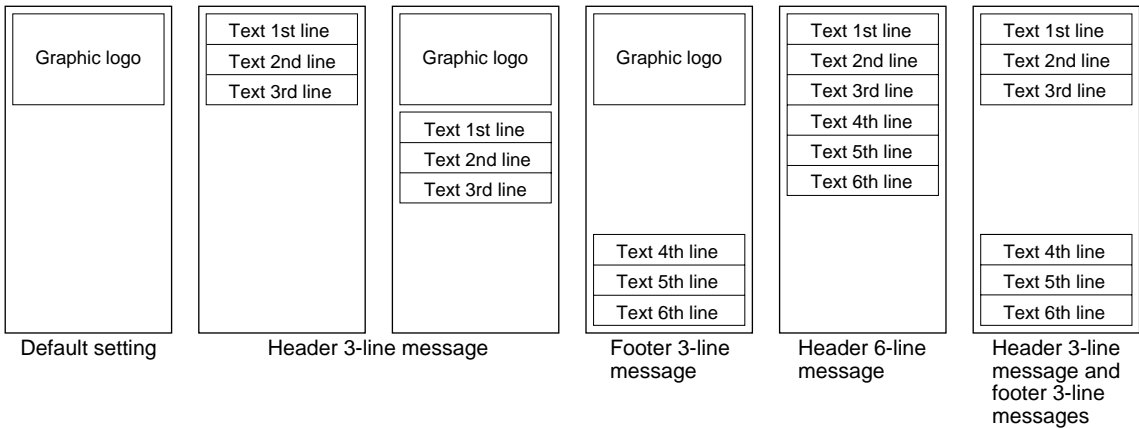 Graphic logo
Default setting
Text 1st line
Text 2nd line
Text 3rd line
Graphic logo
Text 1st line
Text 2nd line
Text 3rd line
Header 3-line message
Graphic logo
Text 4th line
Text 5th line
Text 6th line
Footer 3-line
message
Text 1st line
Text 2nd line
Text 3rd line
Text 4th line
Text 5th line
Text 6th line
Header 6-line
message
Text 1st line
Text 2nd line
Text 3rd line
Text 4th line
Text 5th line
Text 6th line
Header 3-line
message and
footer 3-line
messages